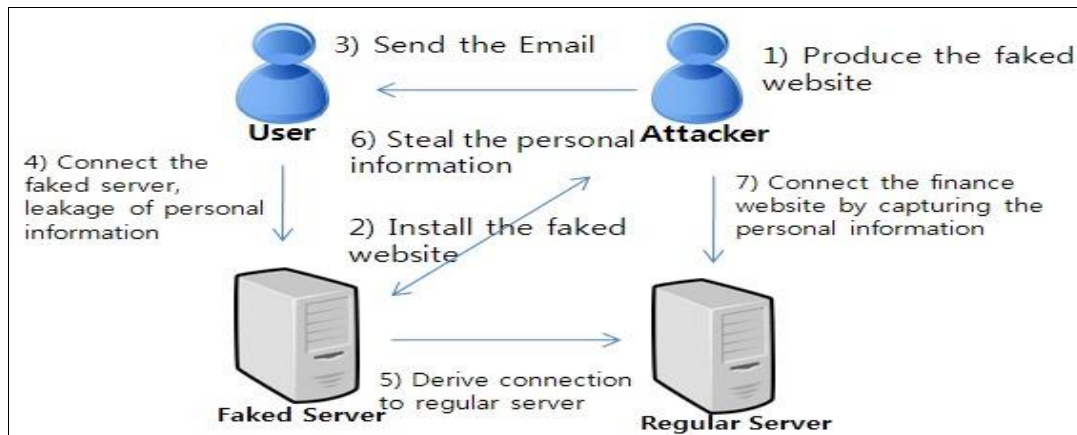 3) Send the Email
1) Produce the faked
website
User
Attacker
6) Steal the personal
information
4) Connect the
faked server,
leakage of personal
information
7) Connect the finance
website by capturing the
personal information
2) Install the faked
website
5) Derive connection
to regular server
Faked Server
Regular Server